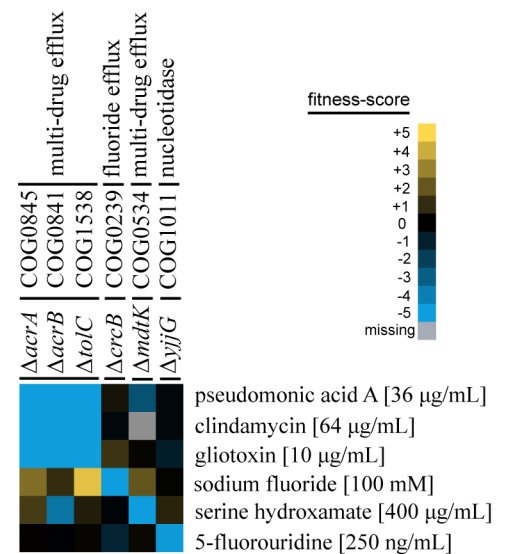 multi-drug efflux
fluoride efflux
multi-drug efflux
nucleotidase
COG0845
COG0841
COG1538
COG0239
COG0534
COG1011
ΔacrA
ΔacrB
ΔtolC
ΔcrcB
ΔmdtK
ΔyjjG
fitness-score
+5
+4
+3
+2
+1
0
-1
-2
-3
-4
-5
missing
pseudomonic acid A [36 μg/mL]
clindamycin [64 μg/mL]
gliotoxin [10 μg/mL]
sodium fluoride [100 mM]
serine hydroxamate [400 μg/mL]
5-fluorouridine [250 ng/mL]